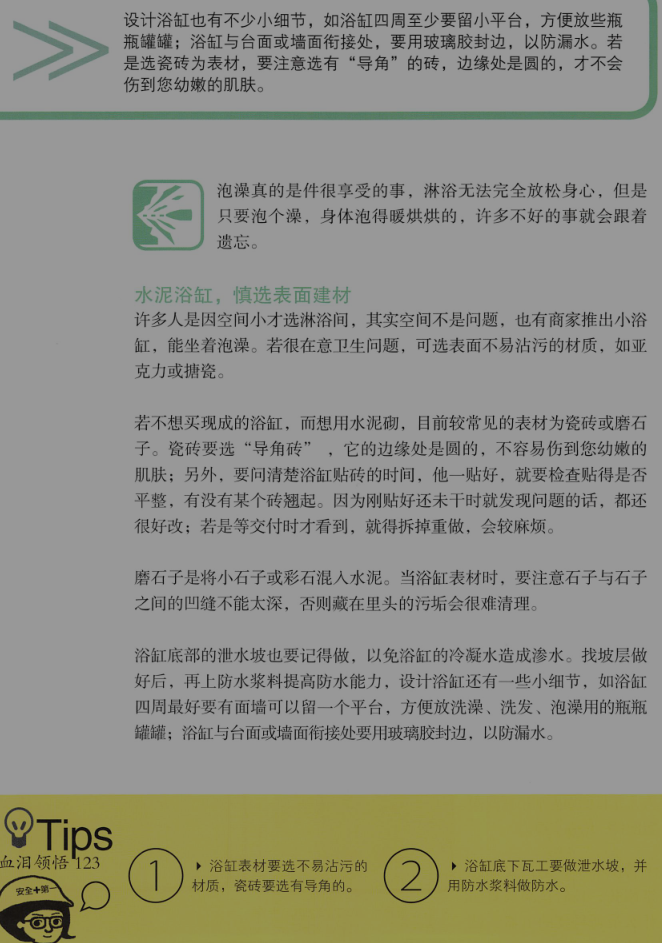 设计浴缸也有不少小细节，如浴缸四周至少要留小平台，方便放些瓶
瓶罐罐；浴缸与台面或墙面衔接处，要用玻璃胶封边，以防漏水。若
是选瓷砖为表材，要注意选有“导角”的砖，边缘处是圆的，才不会
伤到您幼嫩的肌肤。
泡澡真的是件很享受的事，淋浴无法完全放松身心，但是
只要泡个澡，身体泡得暖烘烘的，许多不好的事就会跟着
遗忘。
水泥浴缸，慎选表面建材
许多人是因空间小才选淋浴间，其实空间不是问题，也有商家推出小浴
缸，能坐着泡澡。若很在意卫生问题，可选表面不易沾污的材质，如亚
克力或搪瓷。
若不想买现成的浴缸，而想用水泥砌，目前较常见的表材为瓷砖或磨石
子。瓷砖要选“导角砖”，它的边缘处是圆的，不容易伤到您幼嫩的
肌肤；另外，要问清楚浴缸贴砖的时间，他一贴好，就要检查贴得是否
平整，有没有某个砖翘起。因为刚贴好还未干时就发现问题的话，都还
很好改；若是等交付时才看到，就得拆掉重做，会较麻烦。
磨石子是将小石子或彩石混入水泥。当浴缸表材时，要注意石子与石子
之间的凹缝不能太深，否则藏在里头的污垢会很难清理。
浴缸底部的泄水坡也要记得做，以免浴缸的冷凝水造成渗水。找坡层做
好后，再上防水浆料提高防水能力，设计浴缸还有一些小细节，如浴缸
四周最好要有面墙可以留一个平台，方便放洗澡、洗发、泡澡用的瓶瓶
罐罐；浴缸与台面或墙面衔接处要用玻璃胶封边，以防漏水。
Tips
血泪领悟 123
安全+第一
1
浴缸表材要选不易沾污的
材质，瓷砖要选有导角的。
2
浴缸底下瓦工要做泄水坡，并
用防水浆料做防水。